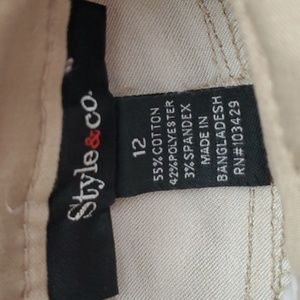 Style&co.
12
55%COTTON
42%POLYESTER
3%SPANDEX
MADE IN
BANGLADESH
RN#103429